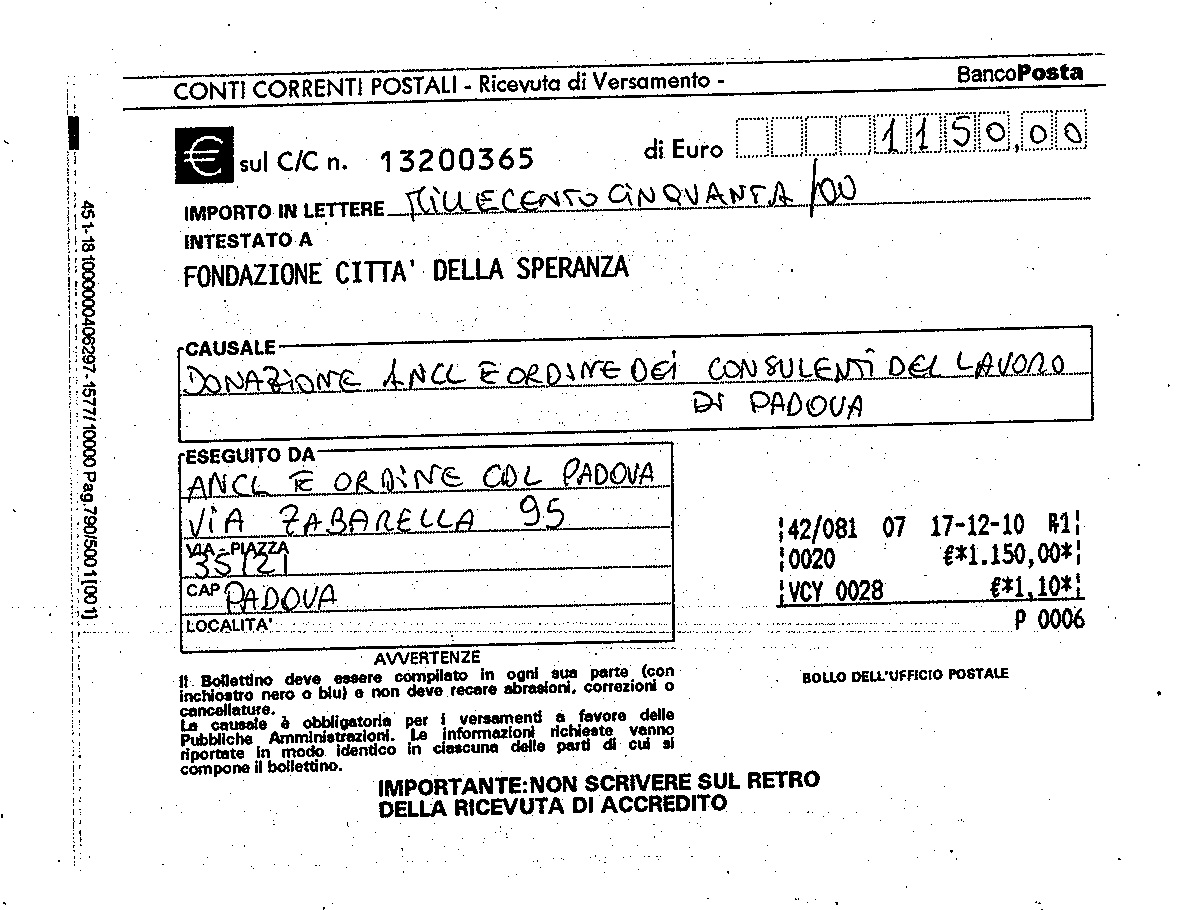 CONTI CORRENTI POSTALI - Ricevuta di Versamento - BancoPosta
€ sul C/C n. 13200365 di Euro 1150,00
IMPORTO IN LETTERE MILLECENTO CINQUANTA/00
INTESTATO A
FONDAZIONE CITTA' DELLA SPERANZA
CAUSALE
DONAZIONE ANCL E ORDINE DEI CONSULENTI DEL LAVORO
DI PADOVA
ESEGUITO DA
ANCL E ORDINE CDL PADOVA
VIA ZABARELLA 95
VIA - PIAZZA
35121
CAP PADOVA
LOCALITA'
42/081 07 17-12-10 R1
0020 €*1.150,00*
VCY 0028 €*1,10*
P 0006
BOLLO DELL'UFFICIO POSTALE
AVVERTENZE
Il Bollettino deve essere compilato in ogni sua parte (con
inchiostro nero o blu) e non deve recare abrasioni, correzioni o
cancellature.
La causale è obbligatoria per i versamenti a favore delle
Pubbliche Amministrazioni. Le informazioni richieste vanno
riportate in modo identico in ciascuna delle parti di cui si
compone il bollettino.
IMPORTANTE:NON SCRIVERE SUL RETRO
DELLA RICEVUTA DI ACCREDITO